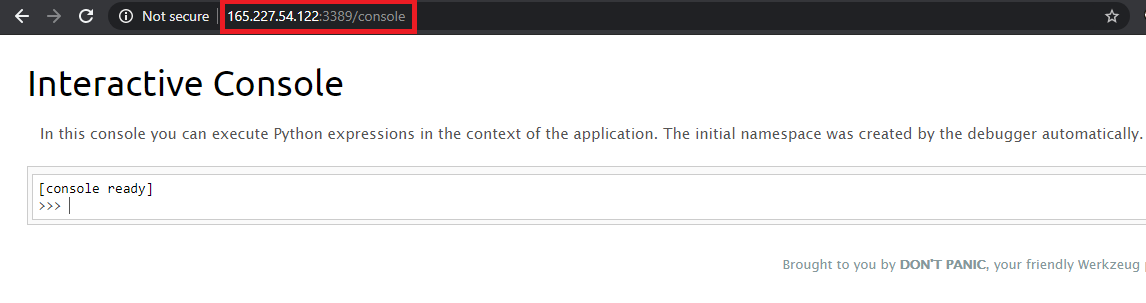 Not secure 165.227.54.122:3389/console
Interactive Console
In this console you can execute Python expressions in the context of the application. The initial namespace was created by the debugger automatically.
[console ready]
>>>
Brought to you by DON'T PANIC, your friendly Werkzeug